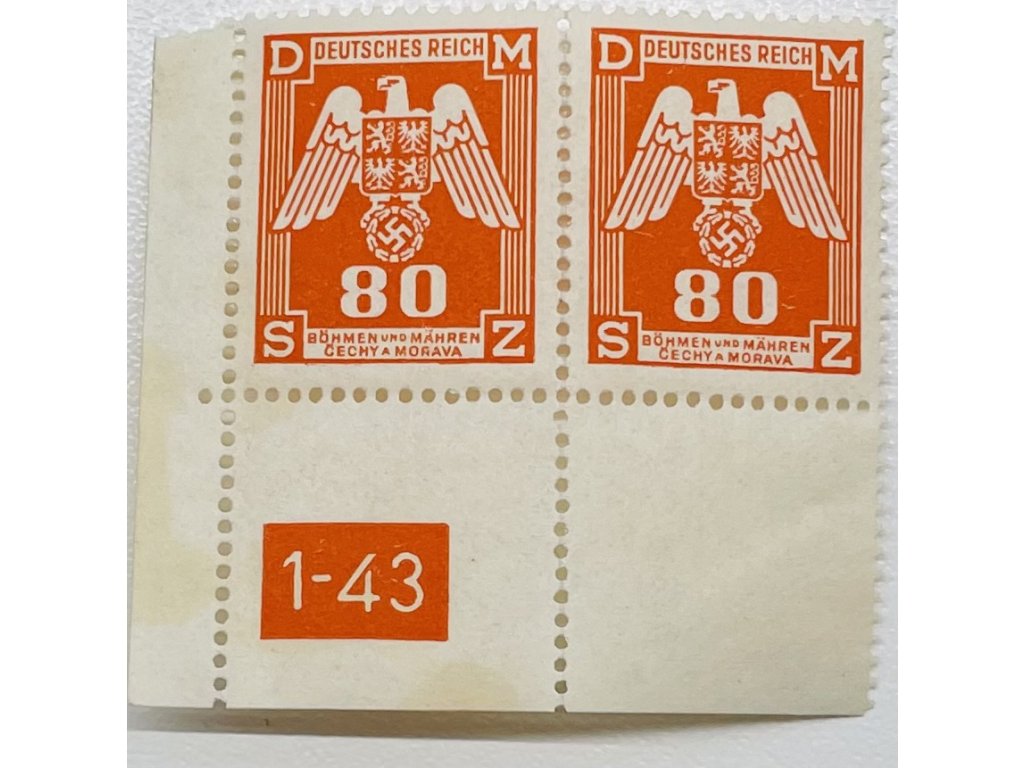 D DEUTSCHES REICH M
80
S BÖHMEN UND MÄHREN Z
ČECHY A MORAVA
D DEUTSCHES REICH M
80
S BÖHMEN UND MÄHREN Z
ČECHY A MORAVA
1-43